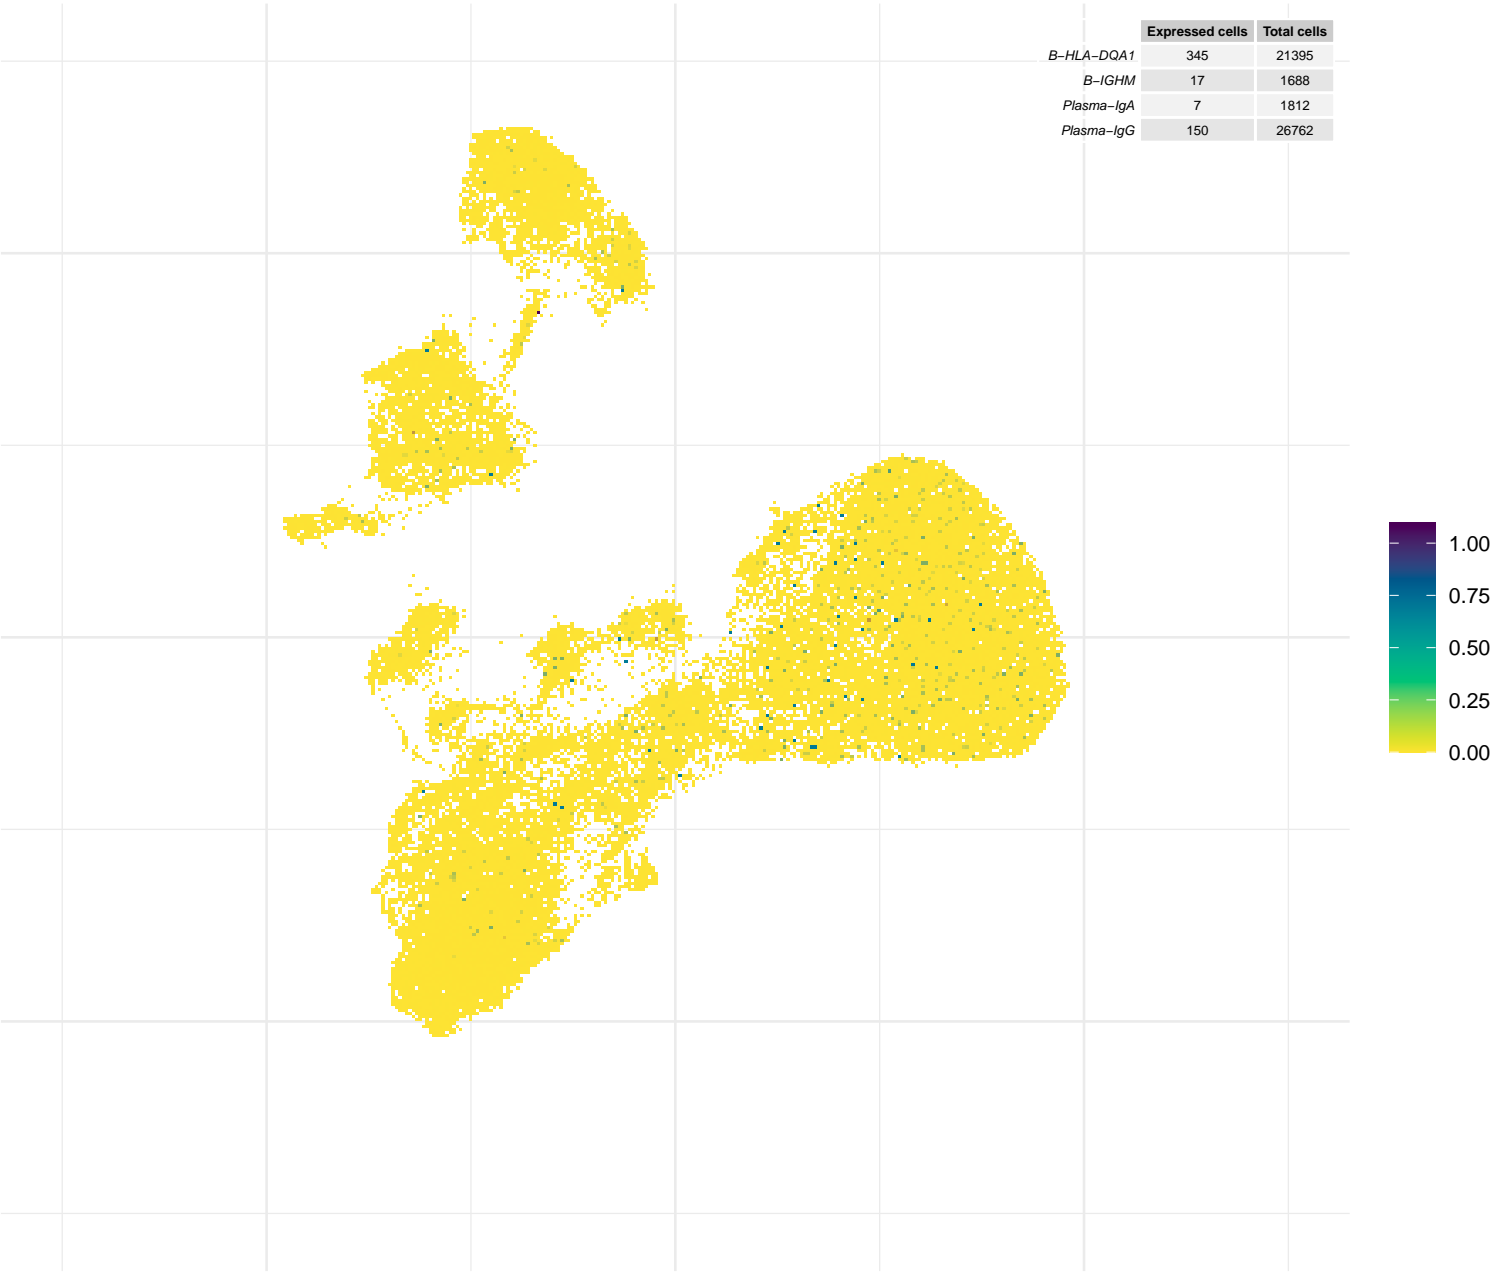 Expressed cells Total cells
B−HLA−DQA1 345 21395
B−IGHM 17 1688
Plasma−IgA 7 1812
Plasma−IgG 150 26762
1.00
0.75
0.50
0.25
0.00